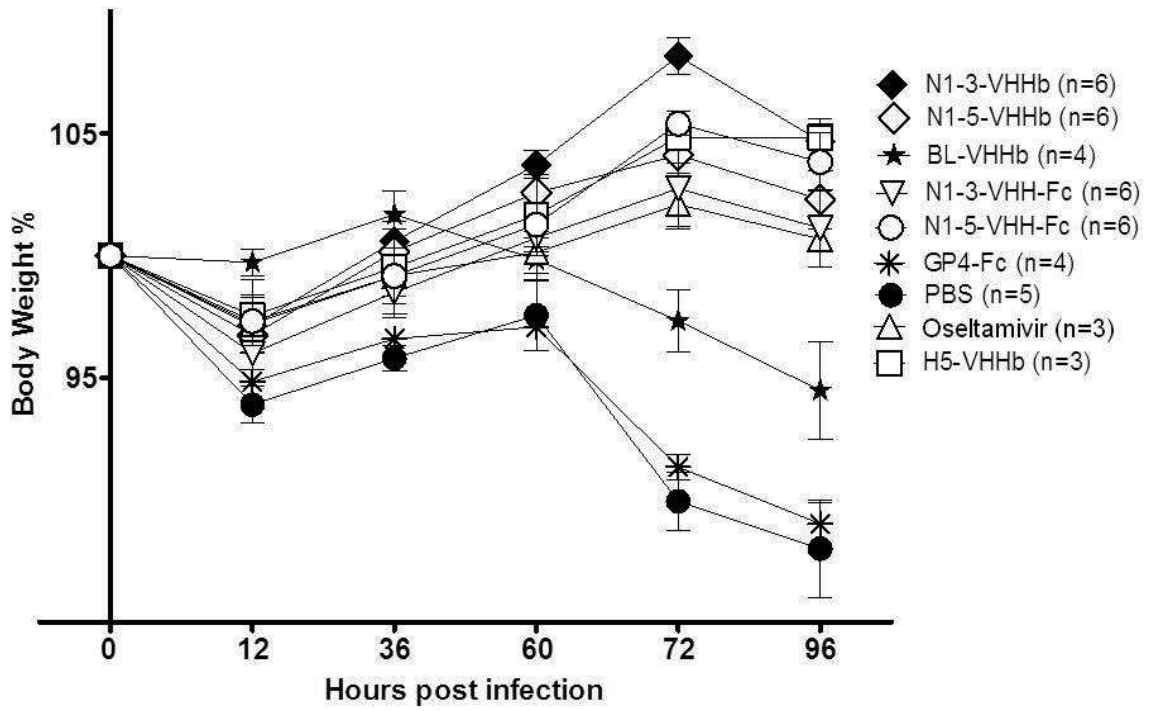 105
95
Body Weight %
0 12 36 60 72 96
Hours post infection
N1-3-VHHb (n=6)
N1-5-VHHb (n=6)
BL-VHHb (n=4)
N1-3-VHH-Fc (n=6)
N1-5-VHH-Fc (n=6)
GP4-Fc (n=4)
PBS (n=5)
Oseltamivir (n=3)
H5-VHHb (n=3)